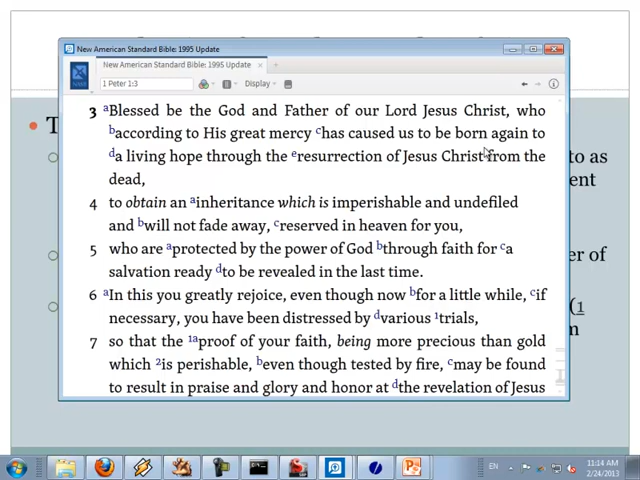 New American Standard Bible: 1995 Update
New American Standard Bible: 1995 Update
1 Peter 1:3 Display
3 aBlessed be the God and Father of our Lord Jesus Christ, who
baccording to His great mercy chas caused us to be born again to
da living hope through the eresurrection of Jesus Christ from the
dead,
4 to obtain an ainheritance which is imperishable and undefiled
and bwill not fade away, creserved in heaven for you,
5 who are aprotected by the power of God bthrough faith for ca
salvation ready dto be revealed in the last time.
6 aIn this you greatly rejoice, even though now bfor a little while, cif
necessary, you have been distressed by dvarious 1trials,
7 so that the 1aproof of your faith, being more precious than gold
which 2is perishable, beven though tested by fire, cmay be found
to result in praise and glory and honor at dthe revelation of Jesus
T
to as
er of
(1
EN
11:14 AM
2/24/2013